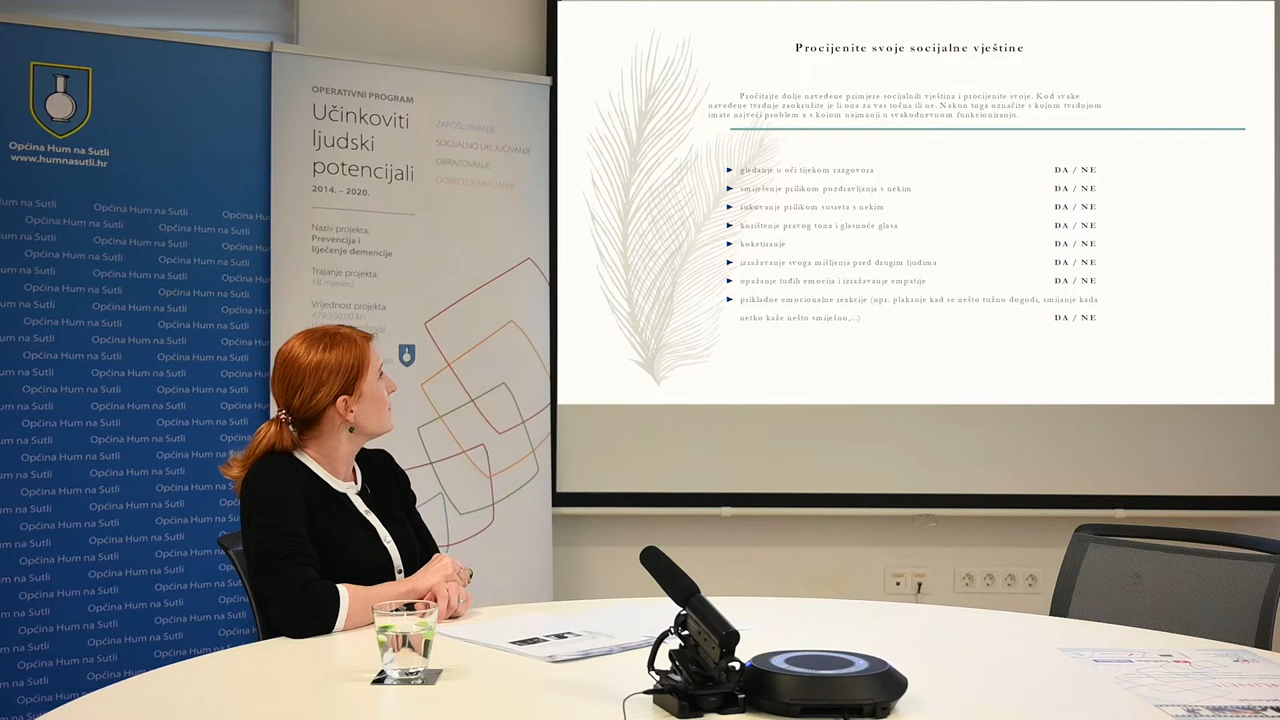 Općina Hum na Sutli
www.humnasutli.hr
OPERATIVNI PROGRAM
Učinkoviti
ljudski
potencijali
2014. – 2020.
ZAPOŠLJAVANJE
SOCIJALNO UKLJUČIVANJE
OBRAZOVANJE
DOBRO UPRAVLJANJE
Naziv projekta:
Prevencija i
liječenje demencije
Trajanje projekta:
18 mjeseci
Vrijednost projekta:
479.350,00 kn
Procijenite svoje socijalne vještine
Pročitajte dolje navedene primjere socijalnih vještina i procijenite svoje. Kod svake
navedene tvrdnje zaokružite je li ona za vas točna ili ne. Nakon toga označite s kojom tvrdnjom
imate najveći problem a s kojom najmanji u svakodnevnom funkcioniranju.
gledanje u oči tijekom razgovora DA / NE
smiješenje prilikom pozdravljanja s nekim DA / NE
rukovanje prilikom susreta s nekim DA / NE
korištenje pravog tona i glasnoće glasa DA / NE
koketiranje DA / NE
izražavanje svoga mišljenja pred drugim ljudima DA / NE
opažanje tuđih emocija i izražavanje empatije DA / NE
prikladne emocionalne reakcije (npr. plakanje kad se nešto tužno dogodi, smijanje kada
netko kaže nešto smiješno,...) DA / NE